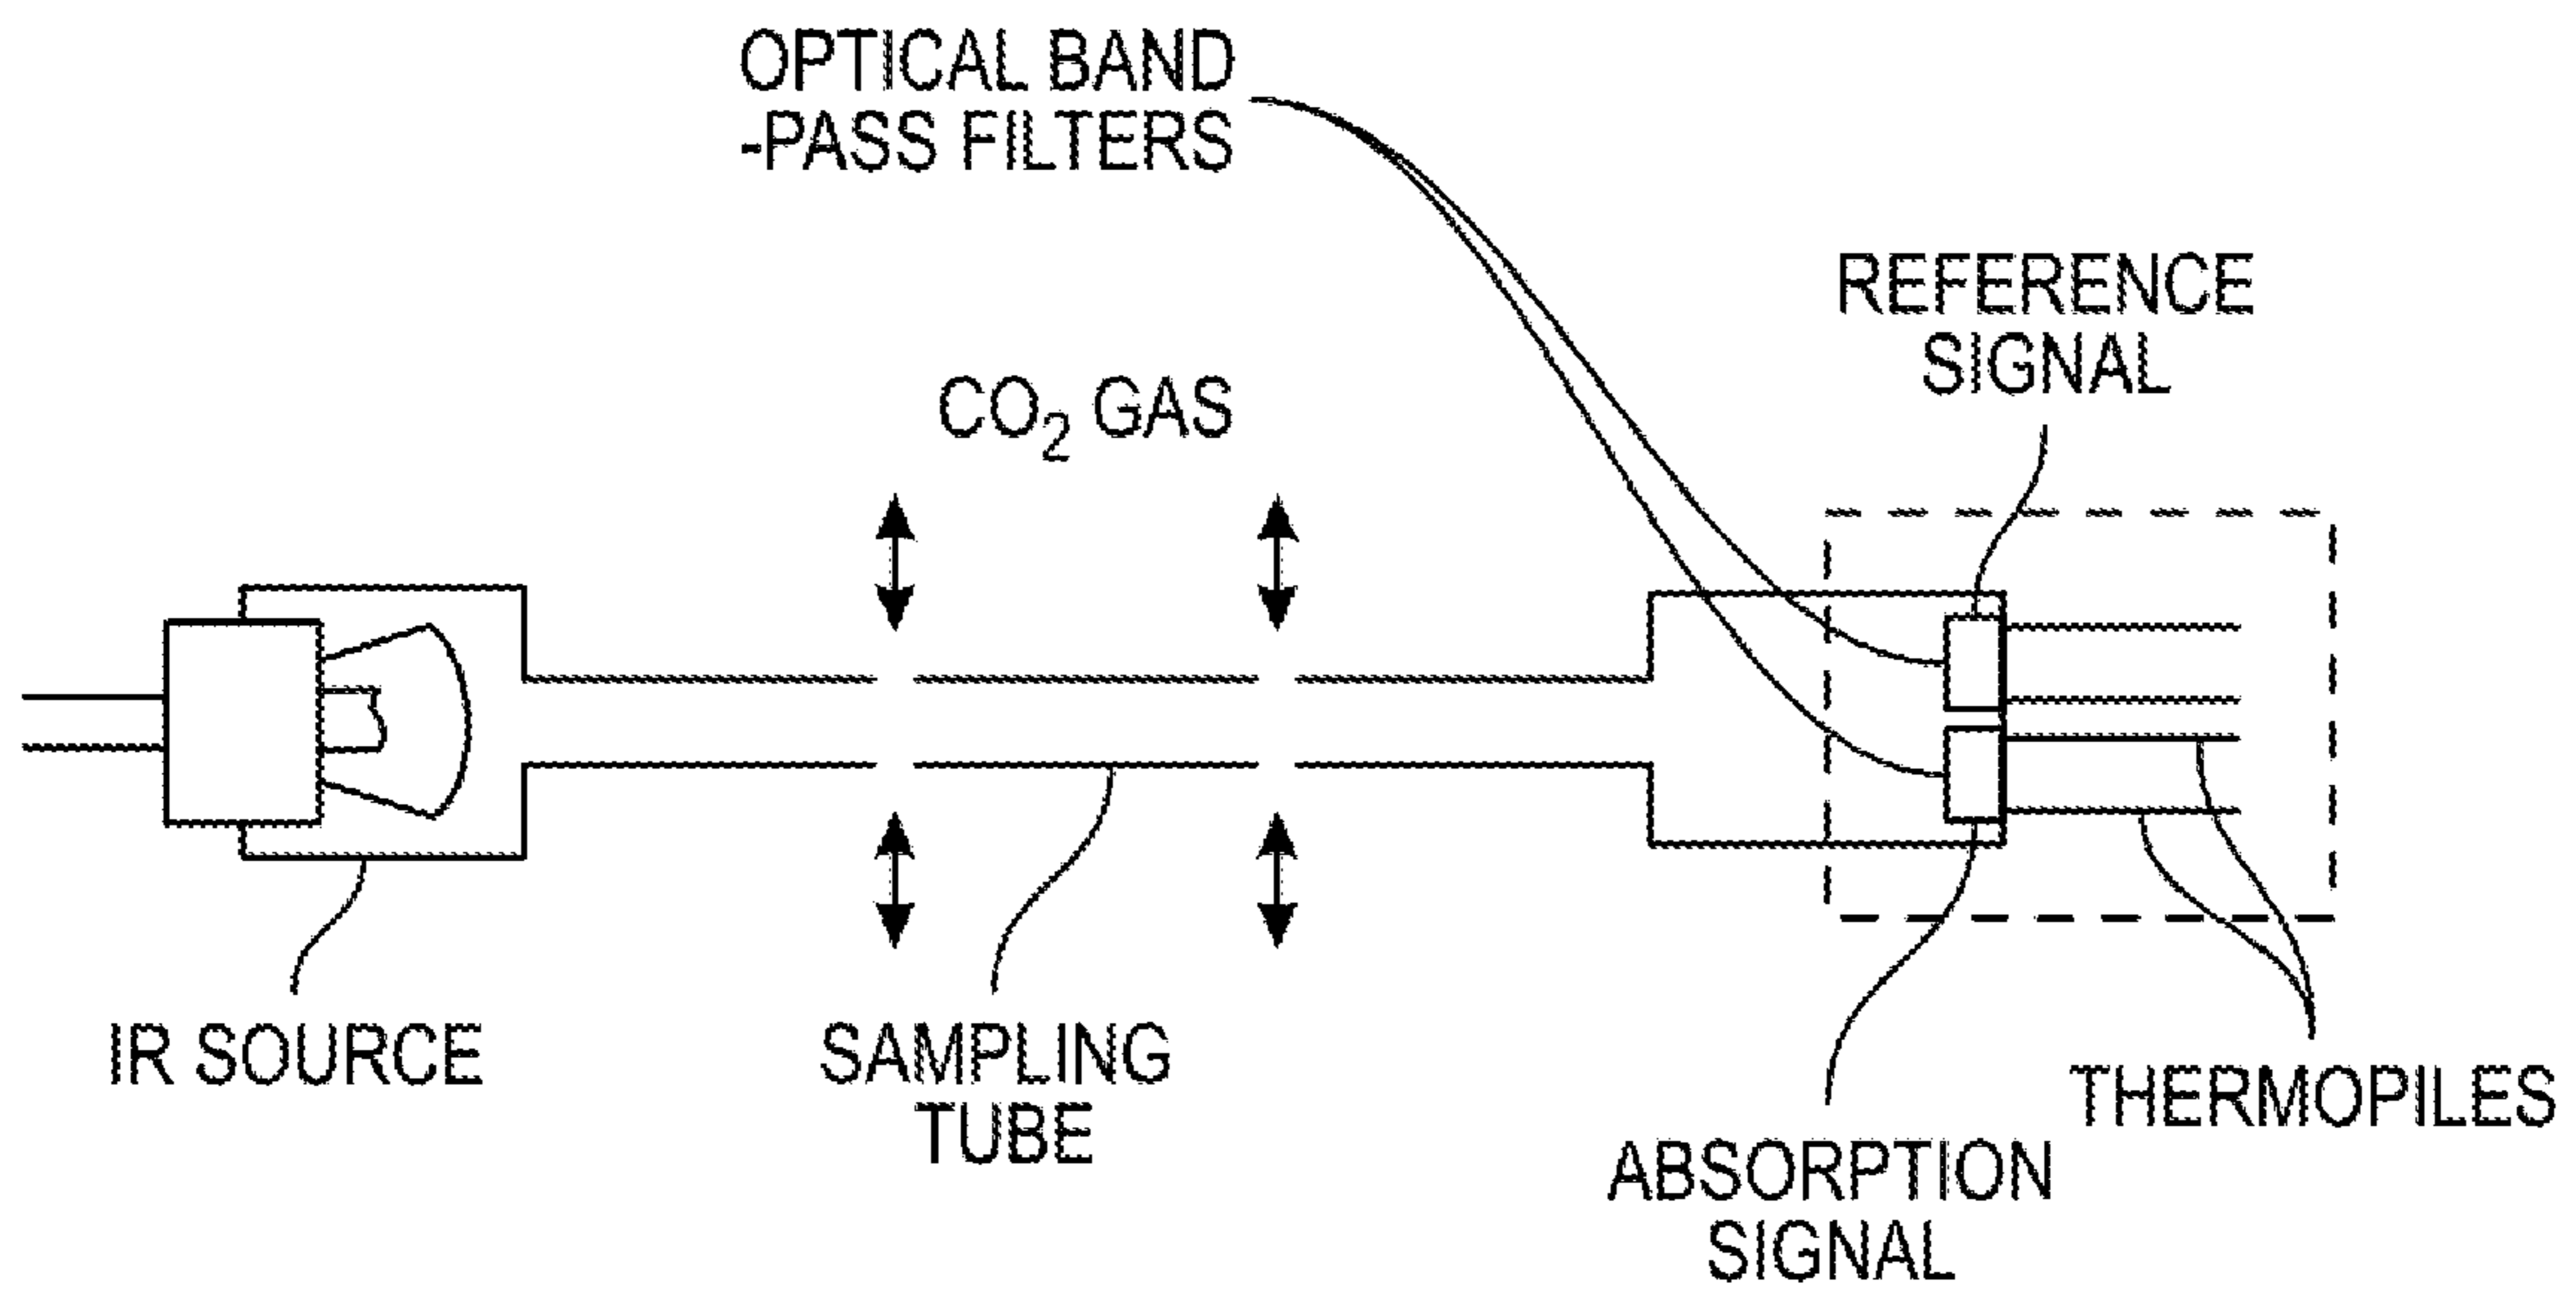 OPTICAL BAND
-PASS FILTERS
REFERENCE
SIGNAL
CO₂ GAS
IR SOURCE
SAMPLING
TUBE
THERMOPILES
ABSORPTION
SIGNAL